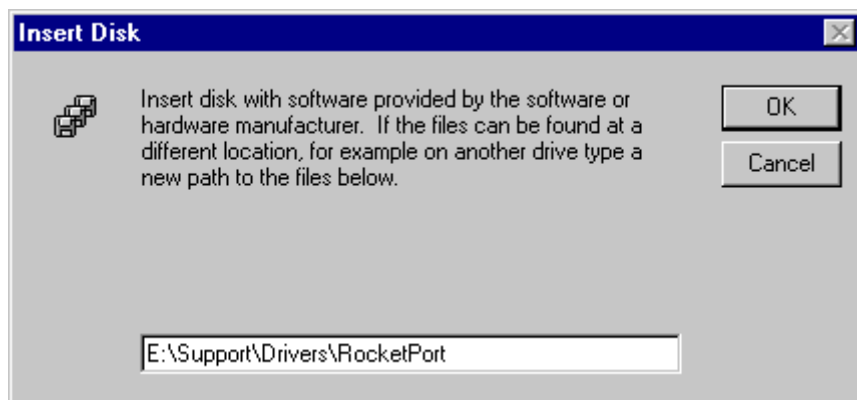 Insert Disk
Insert disk with software provided by the software or
hardware manufacturer.  If the files can be found at a
different location, for example on another drive type a
new path to the files below.
OK
Cancel
E:\Support\Drivers\RocketPort